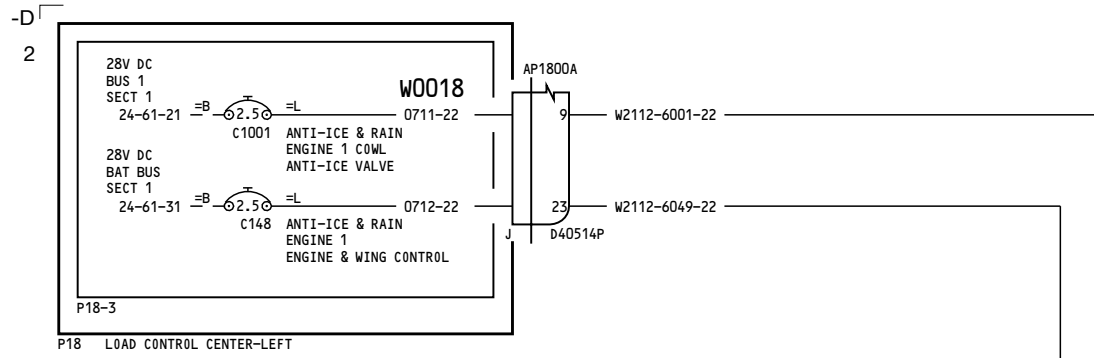 -D
2
28V DC
BUS 1
SECT 1
24-61-21
=B
2.5
=L
C1001
ANTI-ICE & RAIN
ENGINE 1 COWL
ANTI-ICE VALVE
W0018
0711-22
AP1800A
9
W2112-6001-22
28V DC
BAT BUS
SECT 1
24-61-31
=B
2.5
=L
C148
ANTI-ICE & RAIN
ENGINE 1
ENGINE & WING CONTROL
0712-22
23
W2112-6049-22
J
D40514P
P18-3
P18 LOAD CONTROL CENTER-LEFT